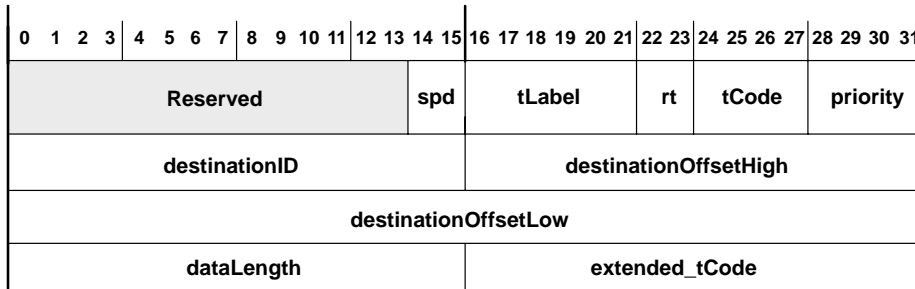 0 1 2 3 4 5 6 7 8 9 10 11 12 13 14 15 16 17 18 19 20 21 22 23 24 25 26 27 28 29 30 31
Reserved spd tLabel rt tCode priority
destinationID destinationOffsetHigh
destinationOffsetLow
dataLength extended_tCode